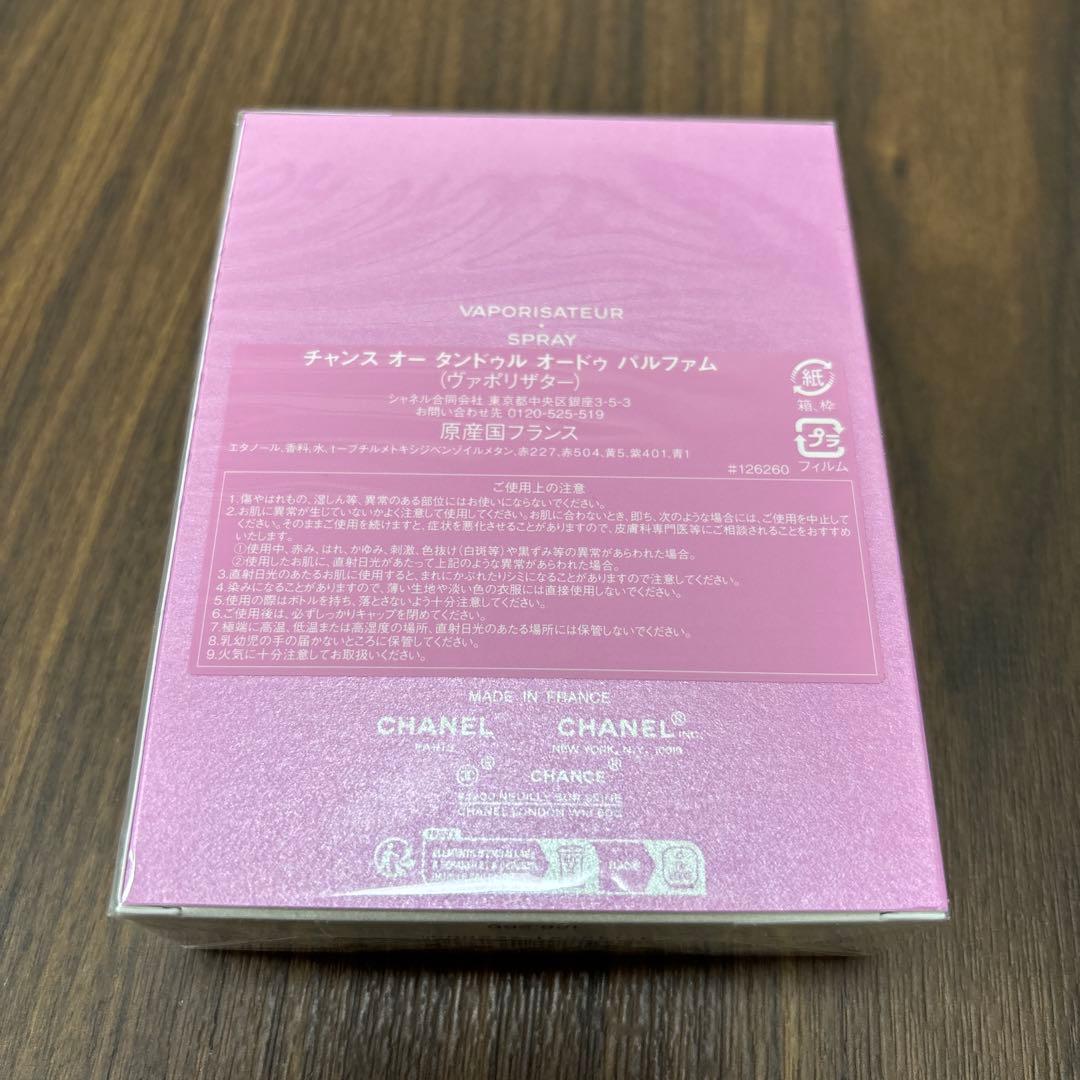 VAPORISATEUR
SPRAY
チャンス オー タンドゥル オードゥ パルファム
(ヴァポリザター)
シャネル合同会社 東京都中央区銀座3-5-3
お問い合わせ先 0120-525-519
原産国フランス
エタノール、香料、水、t-ブチルメトキシジベンゾイルメタン、赤227、赤504、黄5、紫401、青1
#126260
紙
箱、枠
プラ
フィルム
ご使用上の注意
1.傷やはれもの、湿しん等、異常のある部位にはお使いにならないでください。
2.お肌に異常が生じていないかよく注意して使用してください。お肌に合わないとき、即ち、次のような場合には、ご使用を中止して
ください。そのままご使用を続けますと、症状を悪化させることがありますので、皮膚科専門医等にご相談されることをおすすめ
いたします。
①使用中、赤み、はれ、かゆみ、刺激、色抜け(白斑等)や黒ずみ等の異常があらわれた場合。
②使用したお肌に、直射日光があたって上記のような異常があらわれた場合。
3.直射日光のあたるお肌に使用すると、まれにかぶれたりシミになることがありますので注意してください。
4.染みになることがありますので、薄い生地や淡い色の衣服には直接使用しないでください。
5.使用の際はボトルを持ち、落とさないよう十分注意してください。
6.ご使用後は、必ずしっかりキャップを閉めてください。
7.極端に高温、低温または高湿度の場所、直射日光のあたる場所には保管しないでください。
8.乳幼児の手の届かないところに保管してください。
9.火気に十分注意してお取扱いください。
MADE IN FRANCE
CHANEL CHANEL® INC.
PARIS NEW YORK, N.Y. 10019
® CHANCE®
CHANEL LONDON